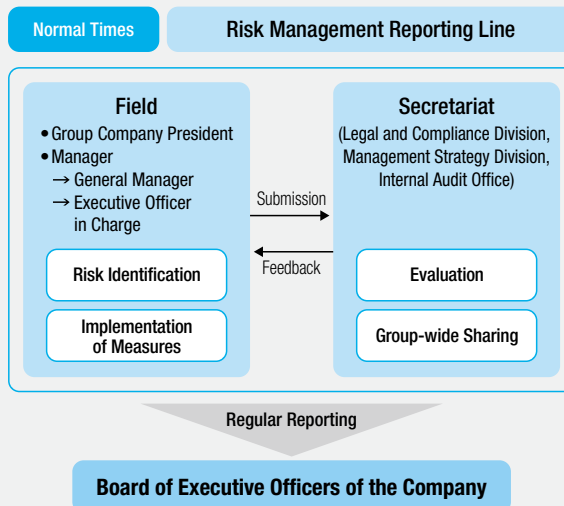 Normal Times
Risk Management Reporting Line
Field
• Group Company President
• Manager
→ General Manager
→ Executive Officer
in Charge
Risk Identification
Implementation
of Measures
Submission
Feedback
Secretariat
(Legal and Compliance Division,
Management Strategy Division,
Internal Audit Office)
Evaluation
Group-wide Sharing
Regular Reporting
Board of Executive Officers of the Company